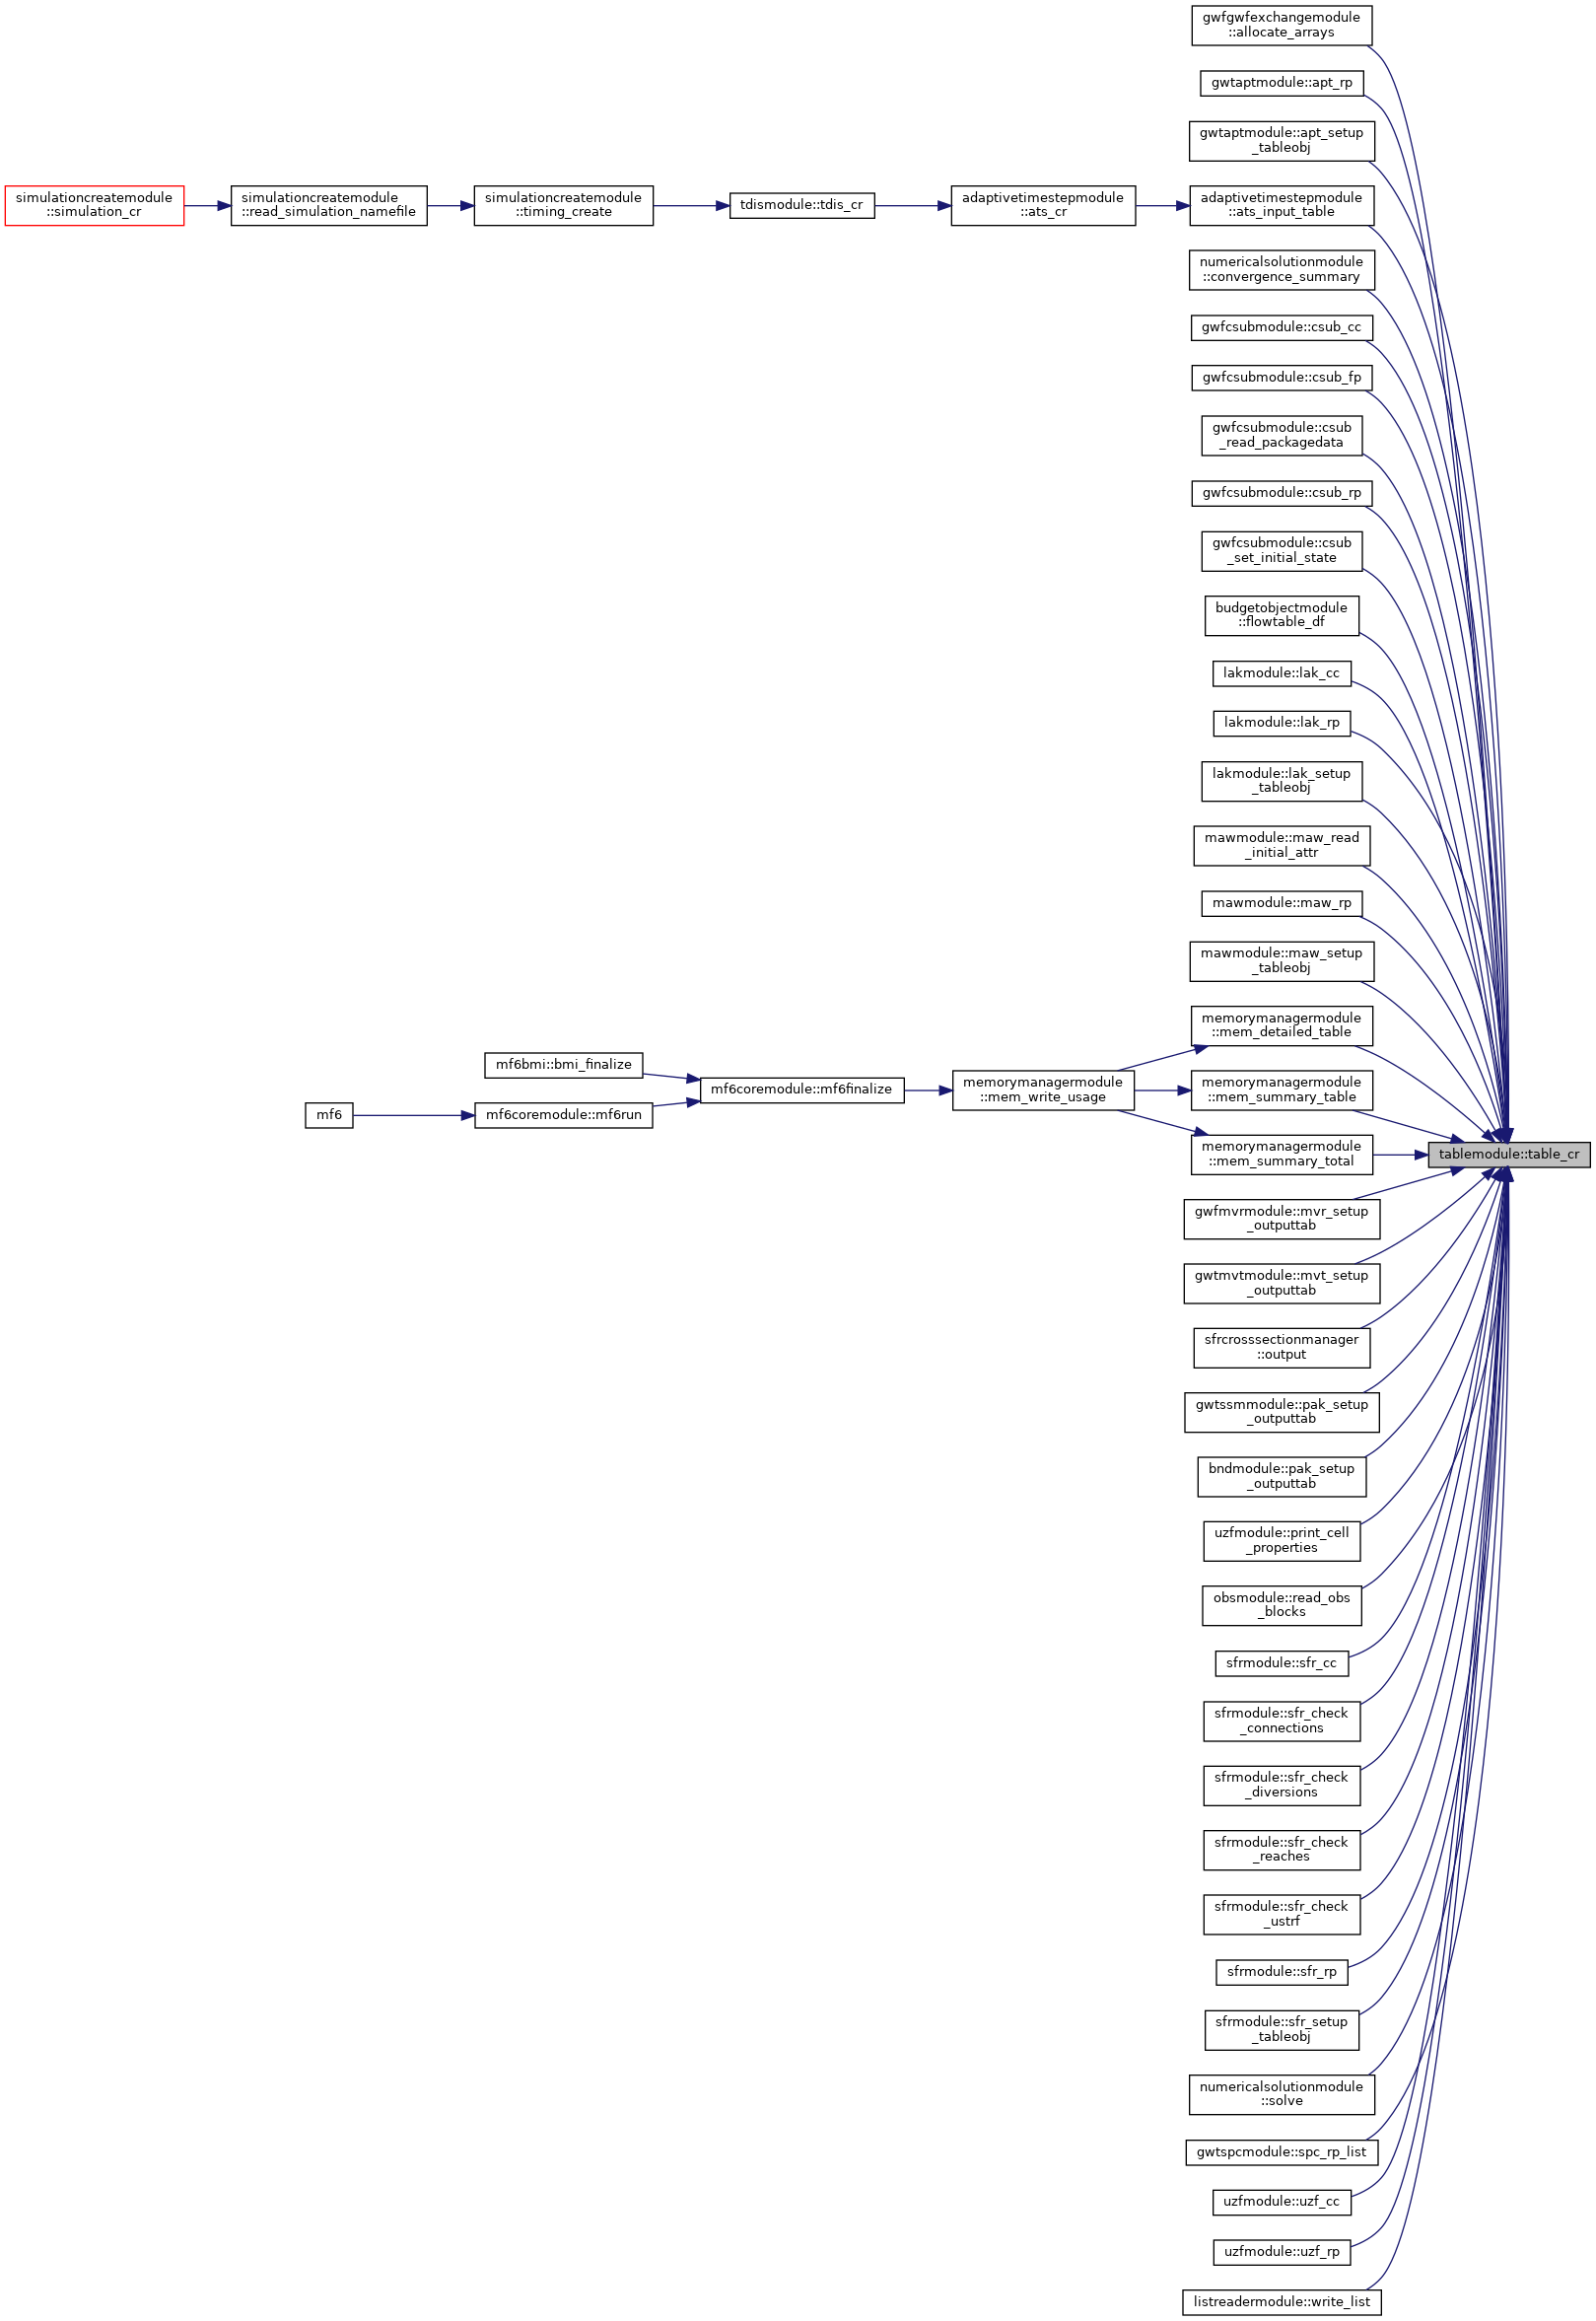 gwfgwfexchangemodule
::allocate_arrays
gwtaptmodule::apt_rp
gwtaptmodule::apt_setup
_tableobj
simulationcreatemodule
::simulation_cr
simulationcreatemodule
::read_simulation_namefile
simulationcreatemodule
::timing_create
tdismodule::tdis_cr
adaptivetimestepmodule
::ats_cr
adaptivetimestepmodule
::ats_input_table
numericalsolutionmodule
::convergence_summary
gwfcsubmodule::csub_cc
gwfcsubmodule::csub_fp
gwfcsubmodule::csub
_read_packagedata
gwfcsubmodule::csub_rp
gwfcsubmodule::csub
_set_initial_state
budgetobjectmodule
::flowtable_df
lakmodule::lak_cc
lakmodule::lak_rp
lakmodule::lak_setup
_tableobj
mawmodule::maw_read
_initial_attr
mawmodule::maw_rp
mawmodule::maw_setup
_tableobj
memorymanagermodule
::mem_detailed_table
mf6bmi::bmi_finalize
mf6coremodule::mf6finalize
memorymanagermodule
::mem_write_usage
memorymanagermodule
::mem_summary_table
mf6
mf6coremodule::mf6run
memorymanagermodule
::mem_summary_total
tablemodule::table_cr
gwfmvrmodule::mvr_setup
_outputtab
gwtmvtmodule::mvt_setup
_outputtab
sfrcrosssectionmanager
::output
gwtssmmodule::pak_setup
_outputtab
bndmodule::pak_setup
_outputtab
uzfmodule::print_cell
_properties
obsmodule::read_obs
_blocks
sfrmodule::sfr_cc
sfrmodule::sfr_check
_connections
sfrmodule::sfr_check
_diversions
sfrmodule::sfr_check
_reaches
sfrmodule::sfr_check
_ustrf
sfrmodule::sfr_rp
sfrmodule::sfr_setup
_tableobj
numericalsolutionmodule
::solve
gwtspcmodule::spc_rp_list
uzfmodule::uzf_cc
uzfmodule::uzf_rp
listreadermodule::write_list